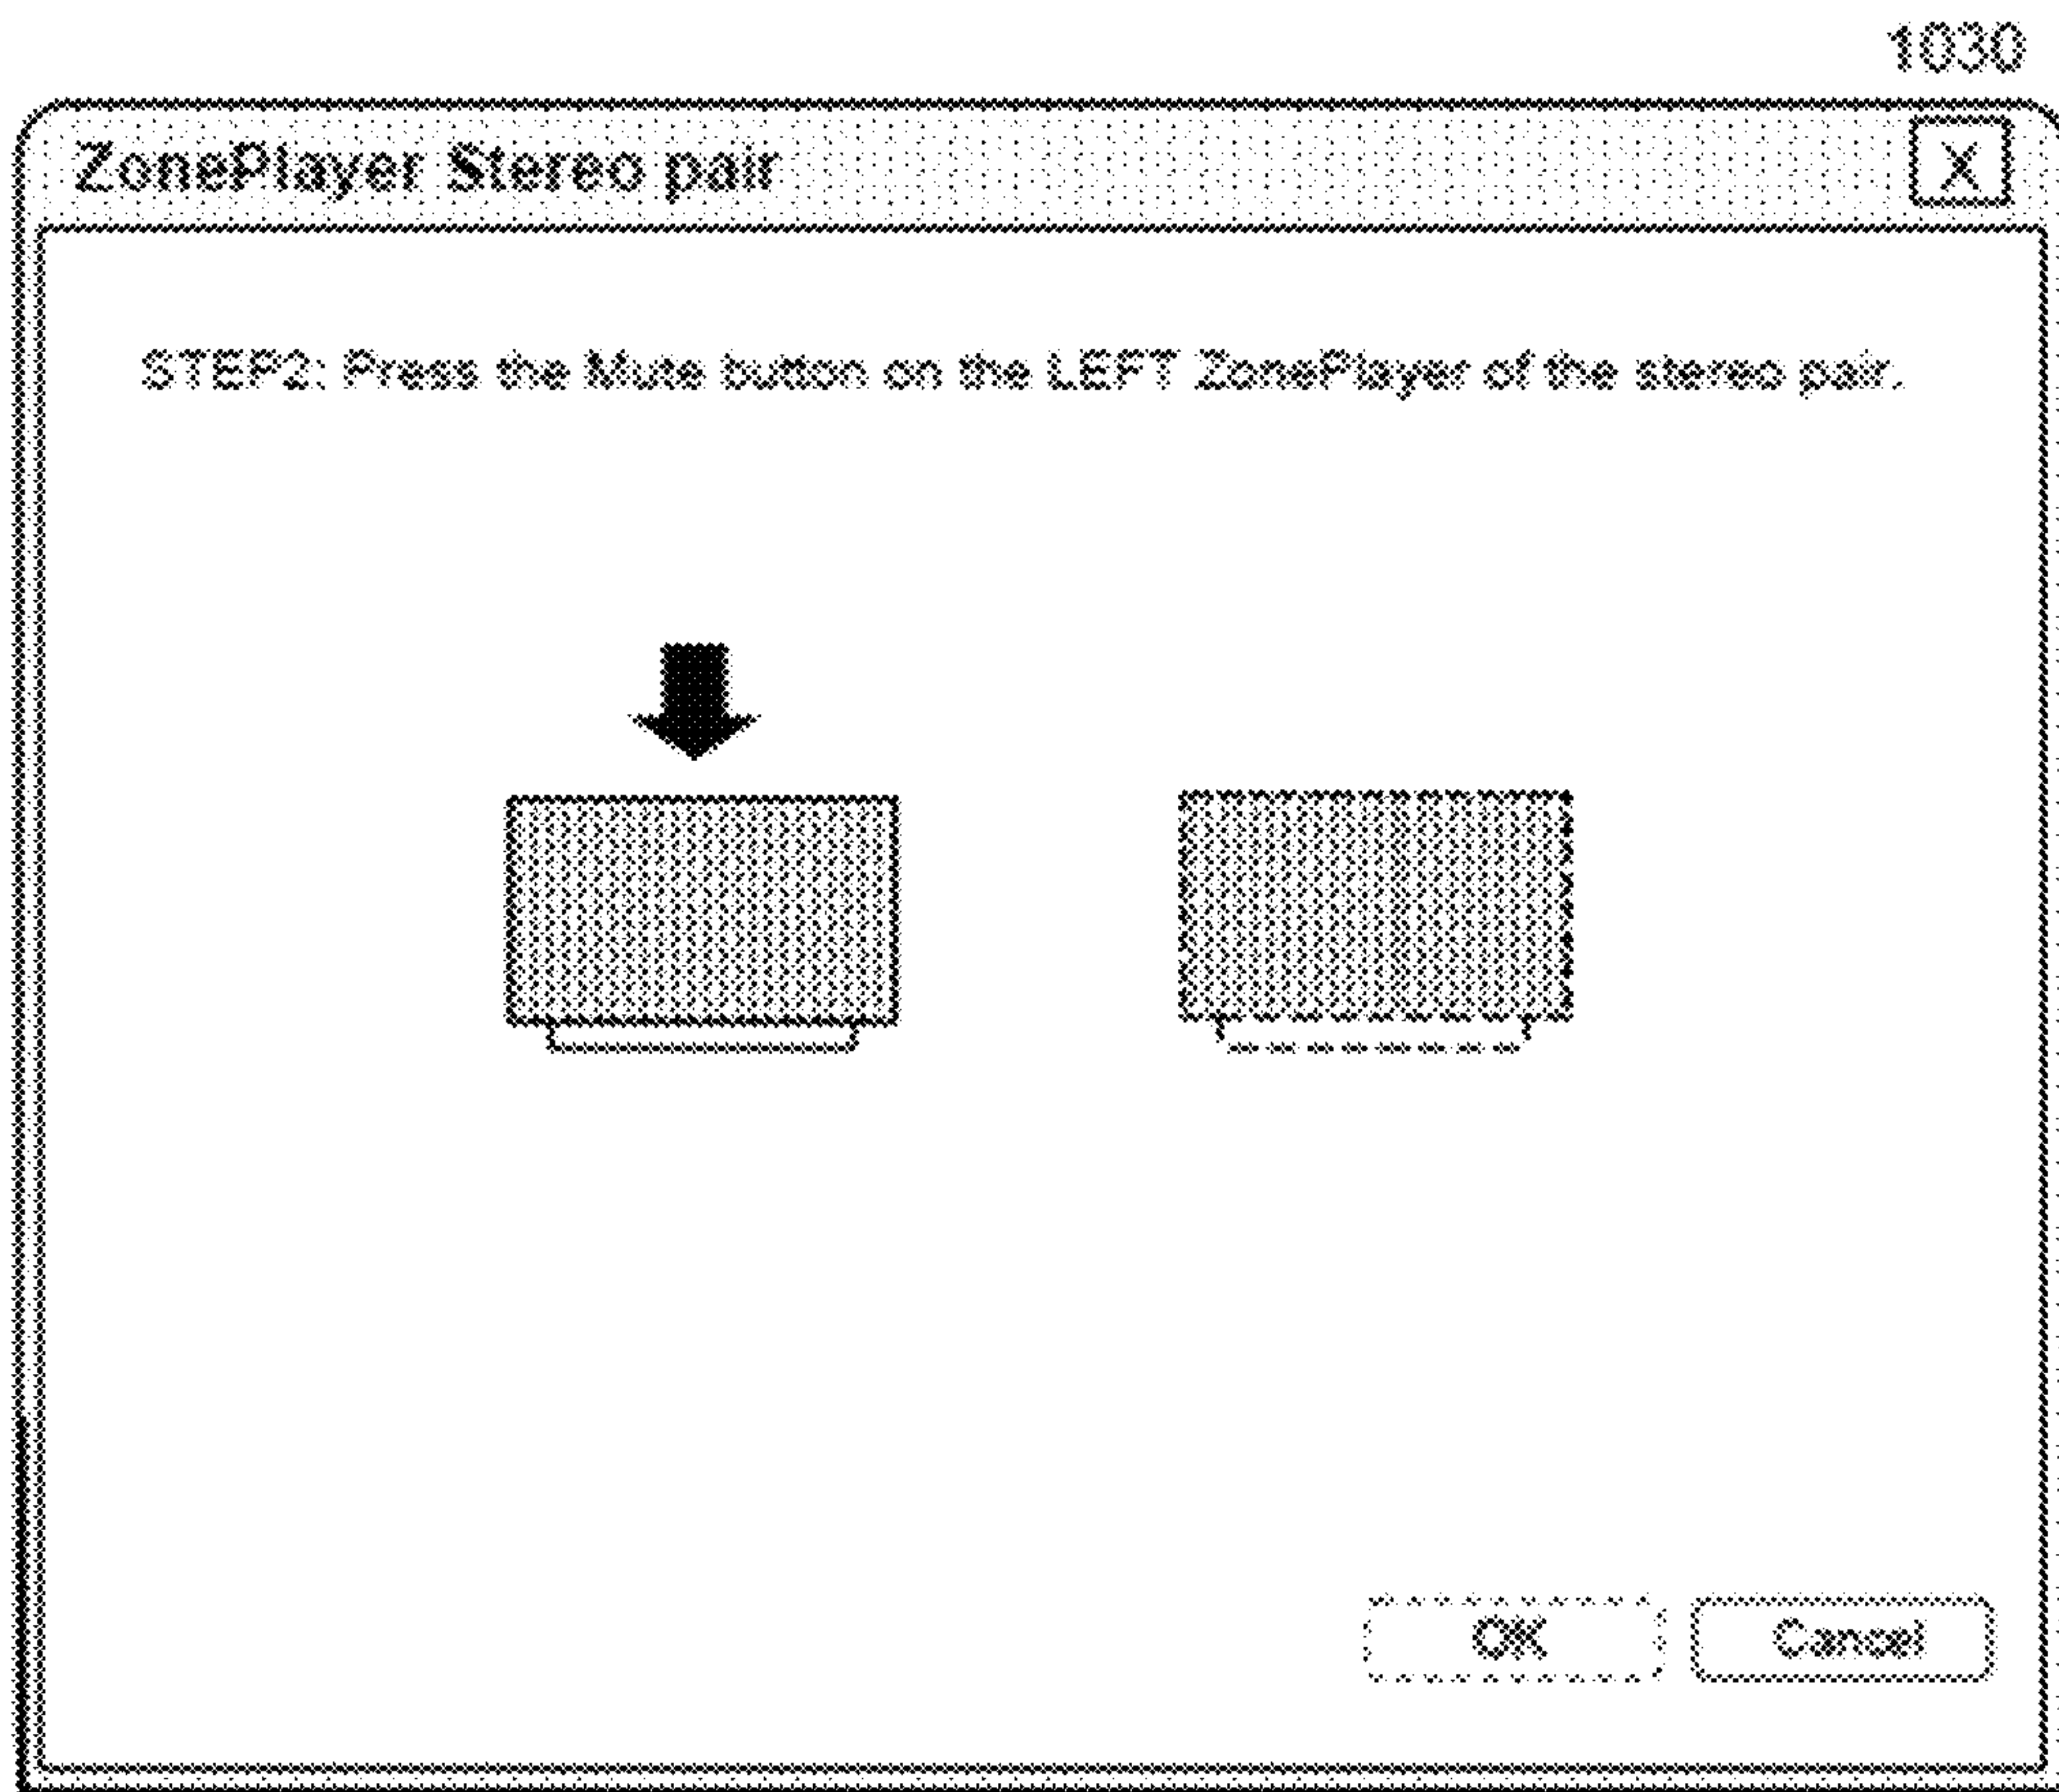 1030
ZonePlayer Stereo pair
X
STEP2: Press the Mute button on the LEFT ZonePlayer of the stereo pair.
OK
Cancel